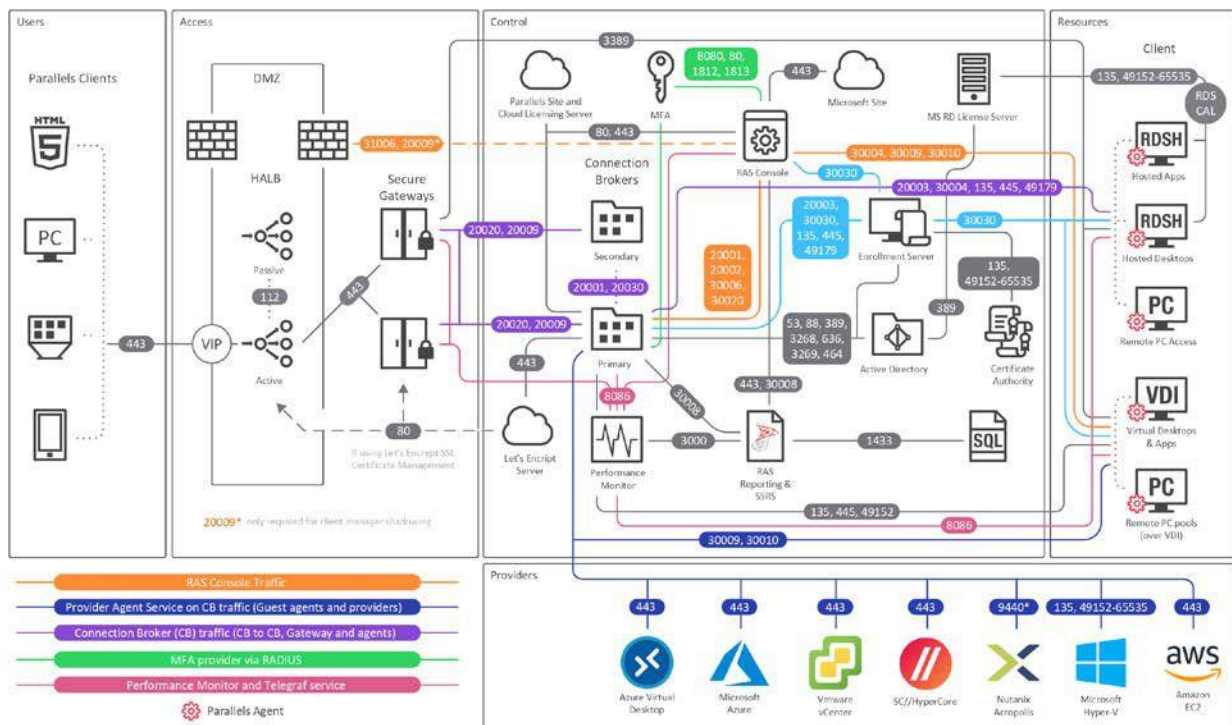 Users
Access
Control
Resources
Parallels Clients
HTML
5
PC
443
DMZ
HALB
Passive
112
VIP
Active
443
80
If using Let's Encrypt SSL
Certificate Management
20009* only required for client manager shadowing
31006, 20009*
Secure
Gateways
20020, 20009
20020, 20009
3389
Parallels Site and
Cloud Licensing Server
MFA
8080, 80,
1812, 1813
443
Microsoft Site
MS RD License Server
135, 49152-65535
RDS
CAL
80, 443
RAS Console
30004, 30009, 30010
Connection
Brokers
Secondary
20001, 20030
Primary
30030
20003, 30004, 135, 445, 49179
20003,
30030,
135, 445,
49179
Enrollment Server
30030
20001,
20002,
30006,
30020
135,
49152-65535
389
53, 88, 389,
3268, 636,
3269, 464
Active Directory
Certificate
Authority
443
Let's Encript
Server
8086
30008
443, 30008
Performance
Monitor
3000
RAS
Reporting &
SSRS
1433
SQL
135, 445, 49152
8086
30009, 30010
Client
RDSH
Hosted Apps
RDSH
Hosted Desktops
PC
Remote PC Access
VDI
Virtual Desktops
& Apps
PC
Remote PC pools
(over VDI)
RAS Console Traffic
Provider Agent Service on CB traffic (Guest agents and providers)
Connection Broker (CB) traffic (CB to CB, Gateway and agents)
MFA provider via RADIUS
Performance Monitor and Telegraf service
Parallels Agent
Providers
443
443
443
443
9440*
135, 49152-65535
443
Azure Virtual
Desktop
Microsoft
Azure
Vmware
vCenter
SC//HyperCore
Nutanix
Acropolis
Microsoft
Hyper-V
aws
Amazon
EC2